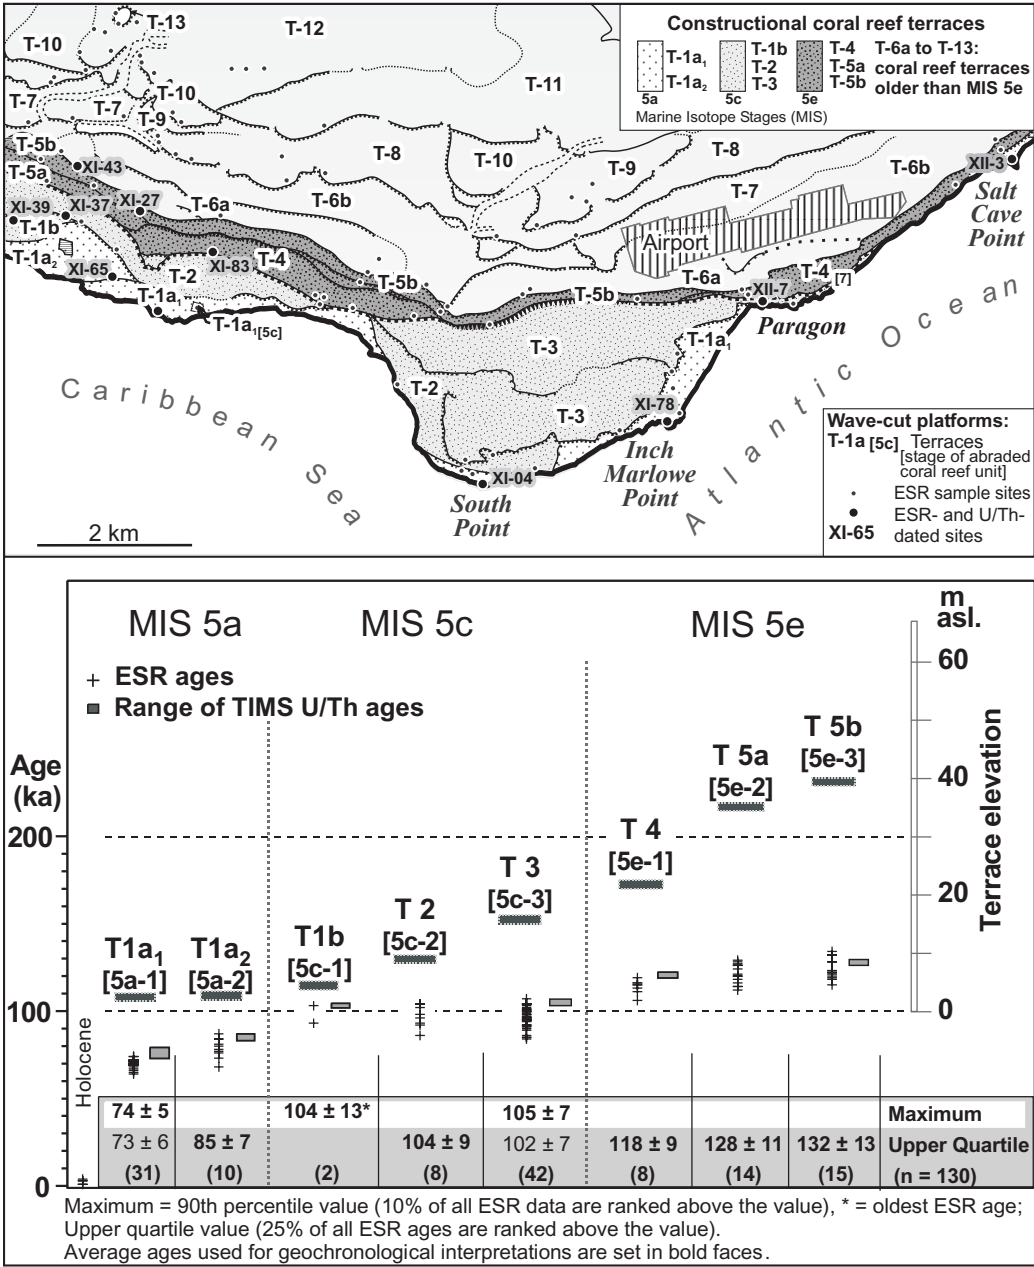 T-13
T-10
T-12
T-11
T-7
T-7
T-10
T-9
T-8
T-10
T-9
T-8
T-6b
T-7
T-5b
T-5a
XI-43
XI-39
XI-37
XI-27
T-6a
T-6b
T-1b
T-1a2
XI-65
T-2
XI-83
T-4
T-5b
T-5b
T-6a
T-4
[7]
XII-7
XII-3
Salt
Cave
Point
Airport
Paragon
T-1a1
T-1a1[5c]
T-3
T-1a1
T-2
T-3
XI-78
XI-04
Inch
Marlowe
Point
South
Point
Caribbean Sea
Atlantic Ocean
2 km
Constructional coral reef terraces
T-1a1
T-1a2
5a
T-1b
T-2
T-3
5c
T-4
T-5a
T-5b
5e
T-6a to T-13:
coral reef terraces
older than MIS 5e
Marine Isotope Stages (MIS)
Wave-cut platforms:
T-1a [5c] Terraces
[stage of abraded
coral reef unit]
ESR sample sites
ESR- and U/Th-
XI-65 dated sites
MIS 5a
MIS 5c
MIS 5e
m
asl.
ESR ages
Range of TIMS U/Th ages
60
40
20
0
Terrace elevation
Age
(ka)
200
100
0
Holocene
T1a1
[5a-1]
T1a2
[5a-2]
T1b
[5c-1]
T 2
[5c-2]
T 3
[5c-3]
T 4
[5e-1]
T 5a
[5e-2]
T 5b
[5e-3]
74 ± 5 104 ± 13* 105 ± 7 Maximum
73 ± 6 85 ± 7 104 ± 9 102 ± 7 118 ± 9 128 ± 11 132 ± 13 Upper Quartile
(31) (10) (2) (8) (42) (8) (14) (15) (n = 130)
Maximum = 90th percentile value (10% of all ESR data are ranked above the value), * = oldest ESR age;
Upper quartile value (25% of all ESR ages are ranked above the value).
Average ages used for geochronological interpretations are set in bold faces.